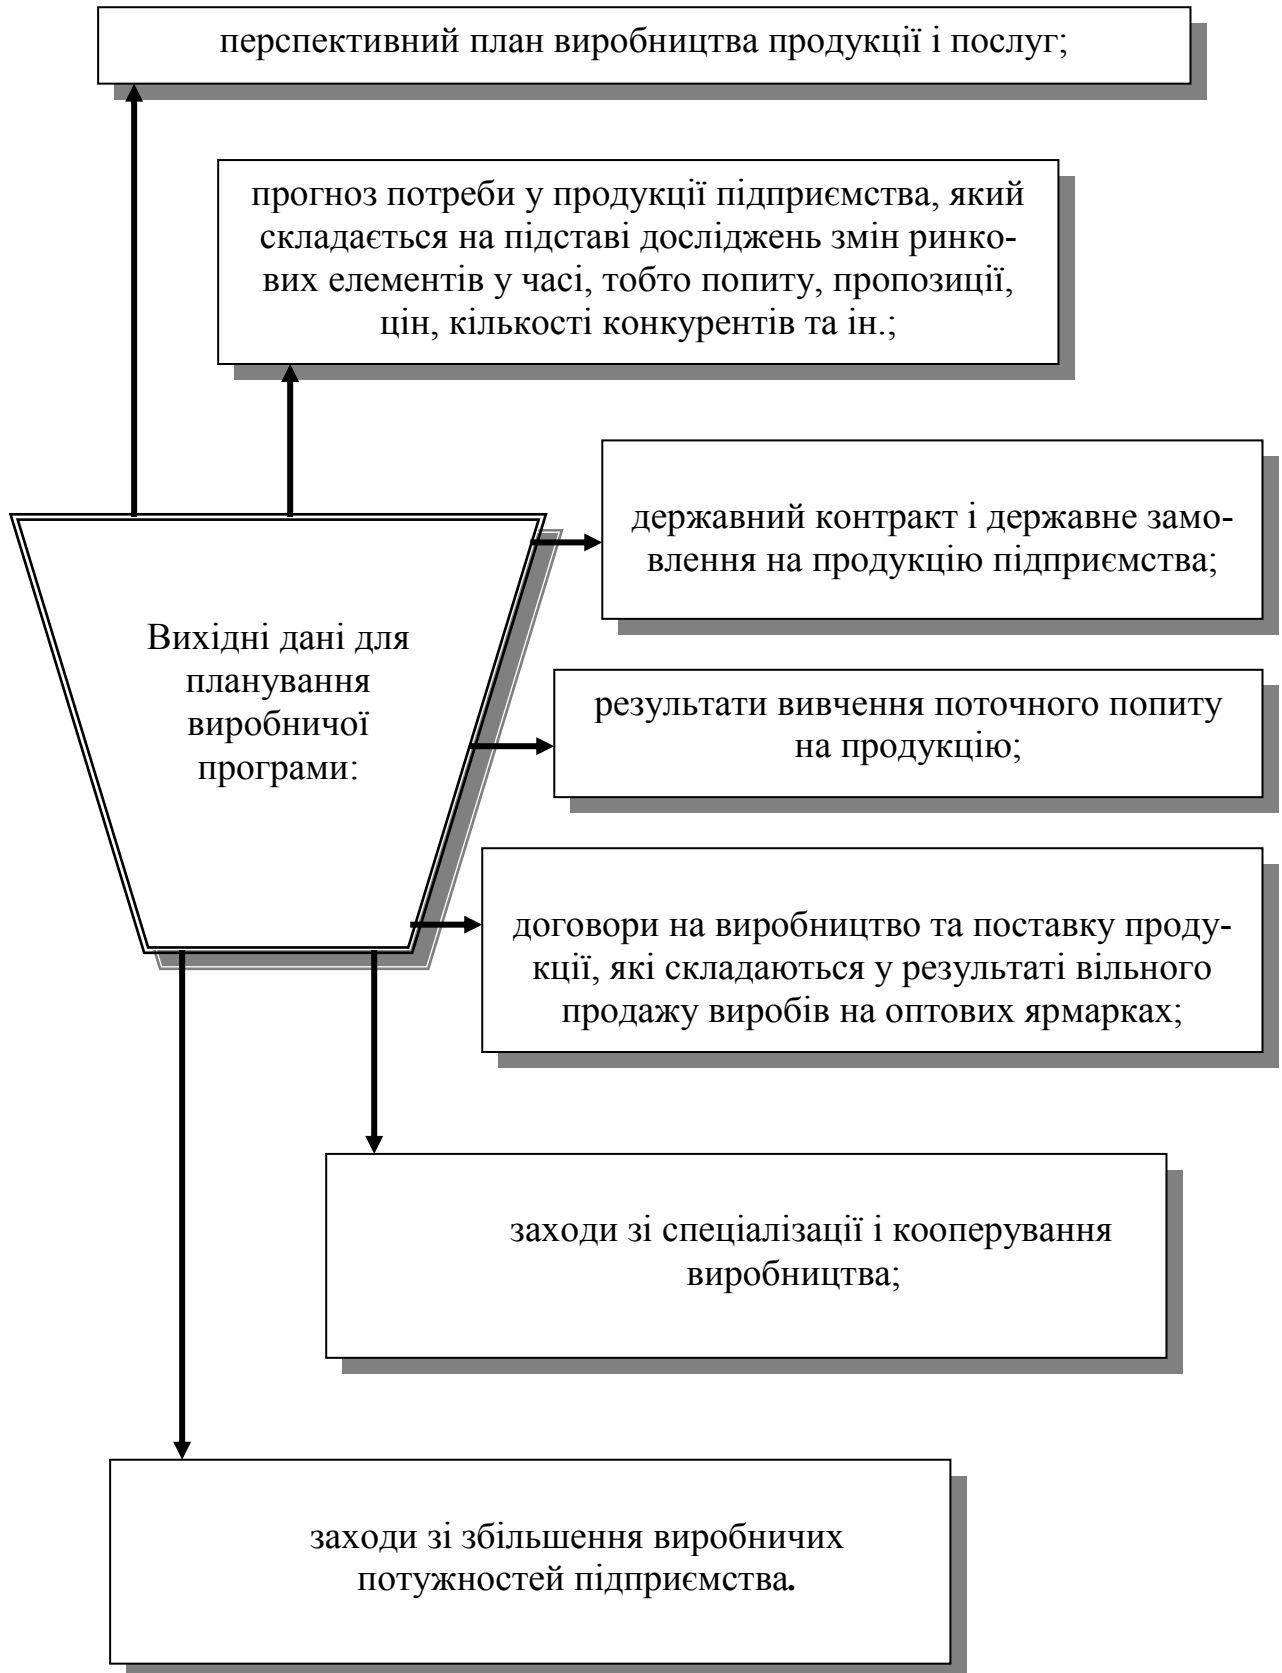 перспективний план виробництва продукції і послуг;
прогноз потреби у продукції підприємства, який
складається на підставі досліджень змін ринко-
вих елементів у часі, тобто попиту, пропозиції,
цін, кількості конкурентів та ін.;
державний контракт і державне замо-
влення на продукцію підприємства;
Вихідні дані для
планування
виробничої
програми:
результати вивчення поточного попиту
на продукцію;
договори на виробництво та поставку проду-
кції, які складаються у результаті вільного
продажу виробів на оптових ярмарках;
заходи зі спеціалізації і кооперування
виробництва;
заходи зі збільшення виробничих
потужностей підприємства.